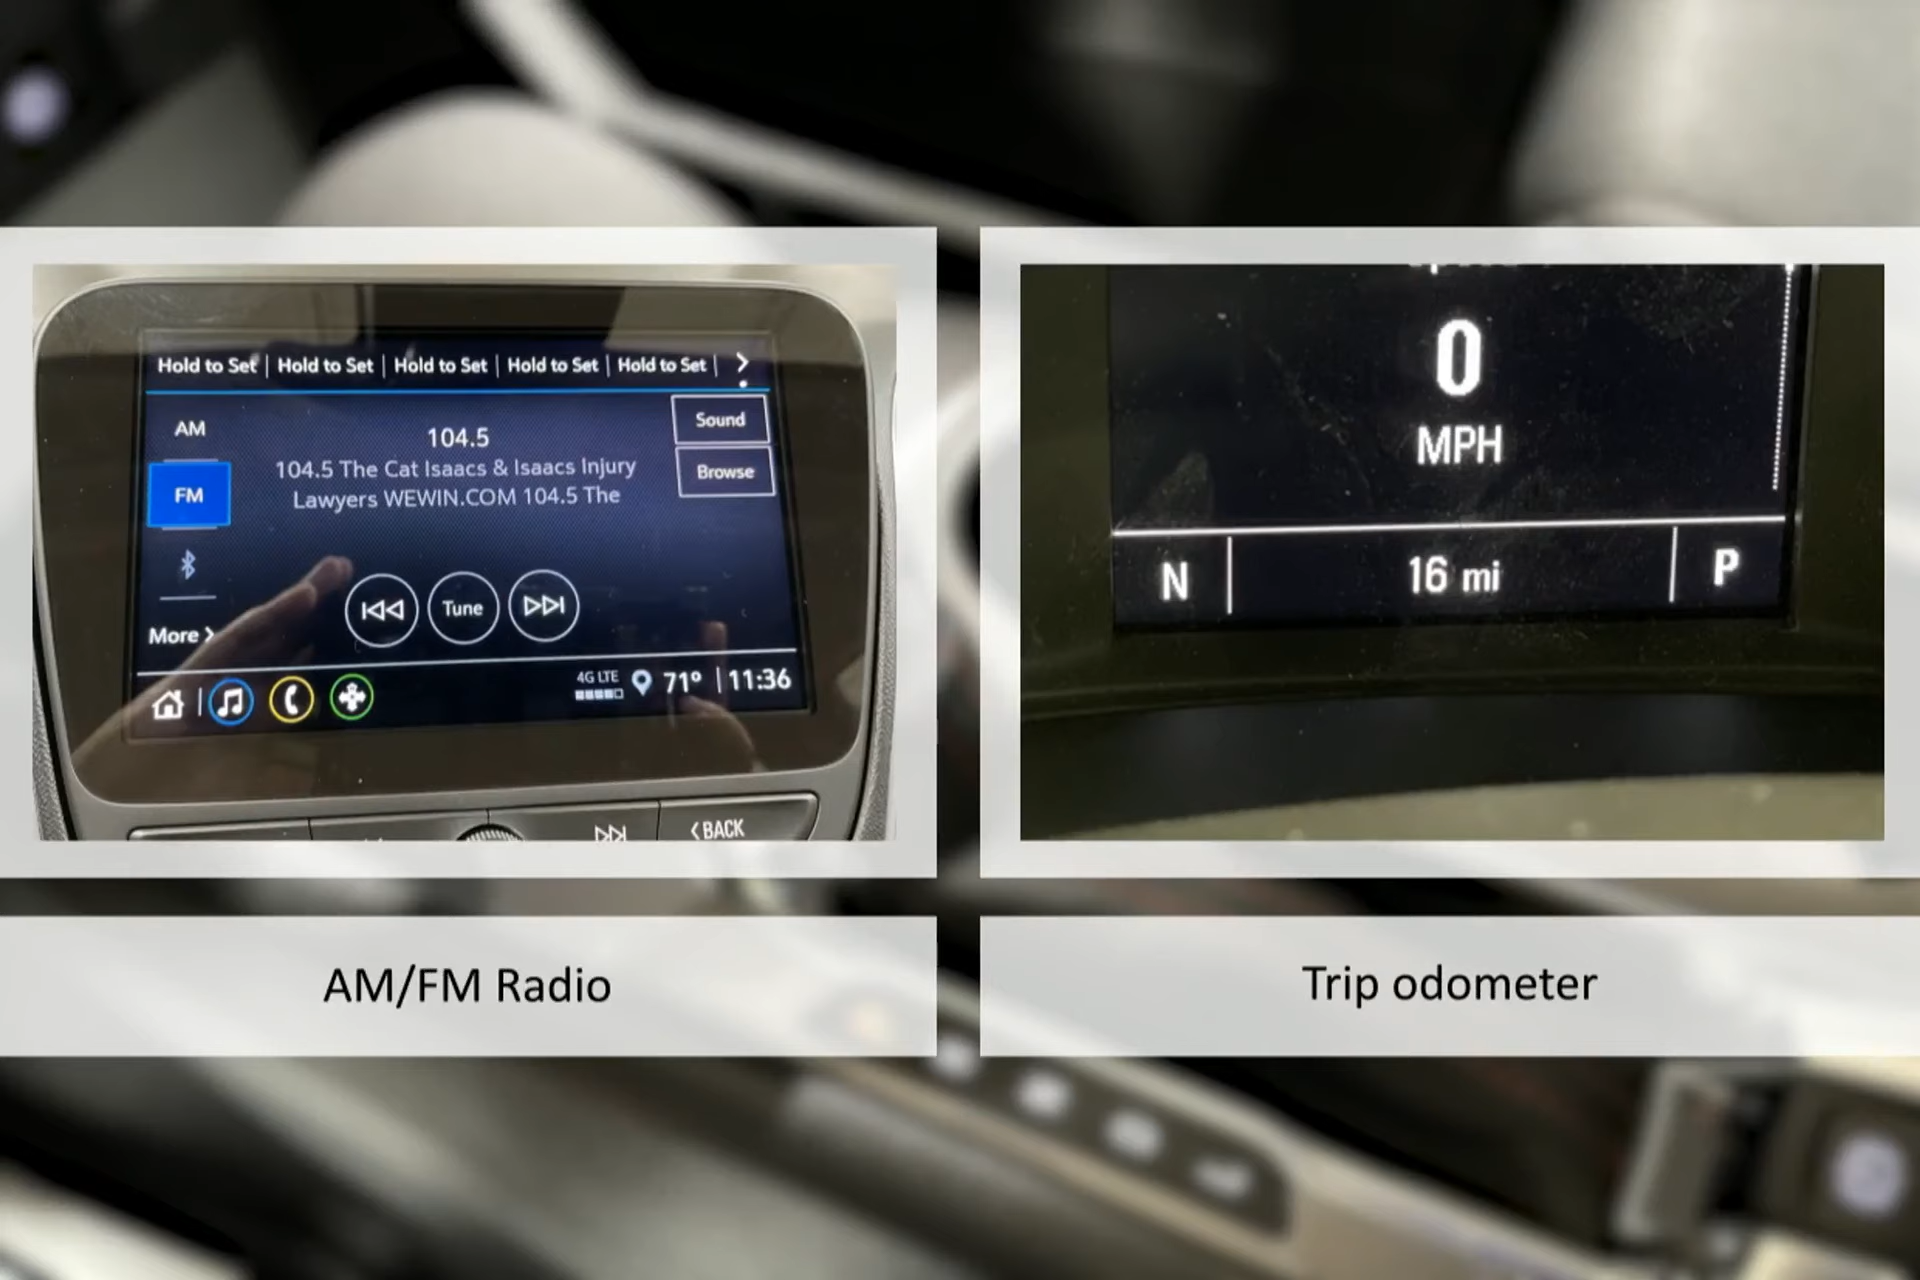 Hold to Set | Hold to Set | Hold to Set | Hold to Set | Hold to Set |
AM
FM
More
104.5
104.5 The Cat Isaacs & Isaacs Injury
Lawyers WEWIN.COM 104.5 The
Sound
Browse
Tune
4G LTE
71° | 11:36
BACK
0
MPH
N
16 mi
P
AM/FM Radio
Trip odometer